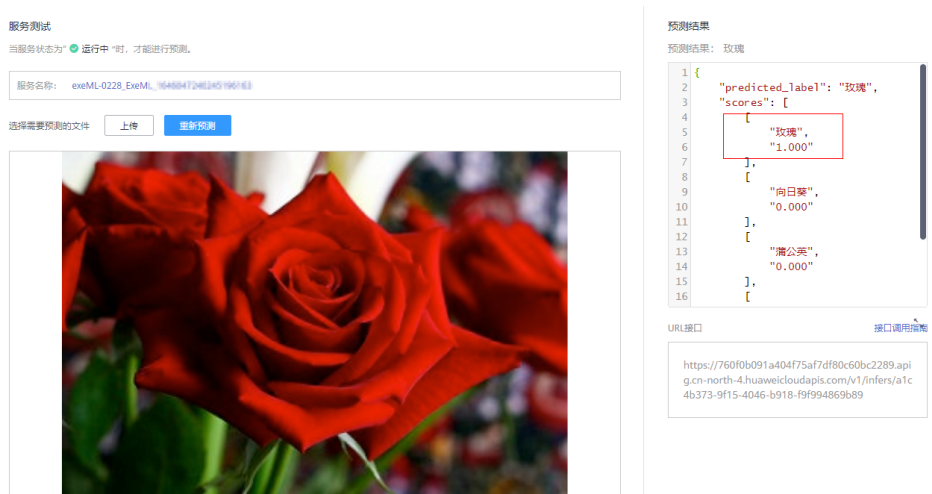 服务测试
当服务状态为“ 运行中 ”时，才能进行预测。
服务名称： exeML-0228_ExeML
选择需要预测的文件 上传 重新预测
预测结果
预测结果： 玫瑰
1 {
2 "predicted_label": "玫瑰",
3 "scores": [
4 [
5 "玫瑰",
6 "1.000"
7 ],
8 [
9 "向日葵",
10 "0.000"
11 ],
12 [
13 "蒲公英",
14 "0.000"
15 ],
16 [
URL接口 接口调用指南
https://760f0b091a404f75af7df80c60bc2289.api
g.cn-north-4.huaweicloudapis.com/v1/infers/a1c
4b373-9f15-4046-b918-f9f994869b89